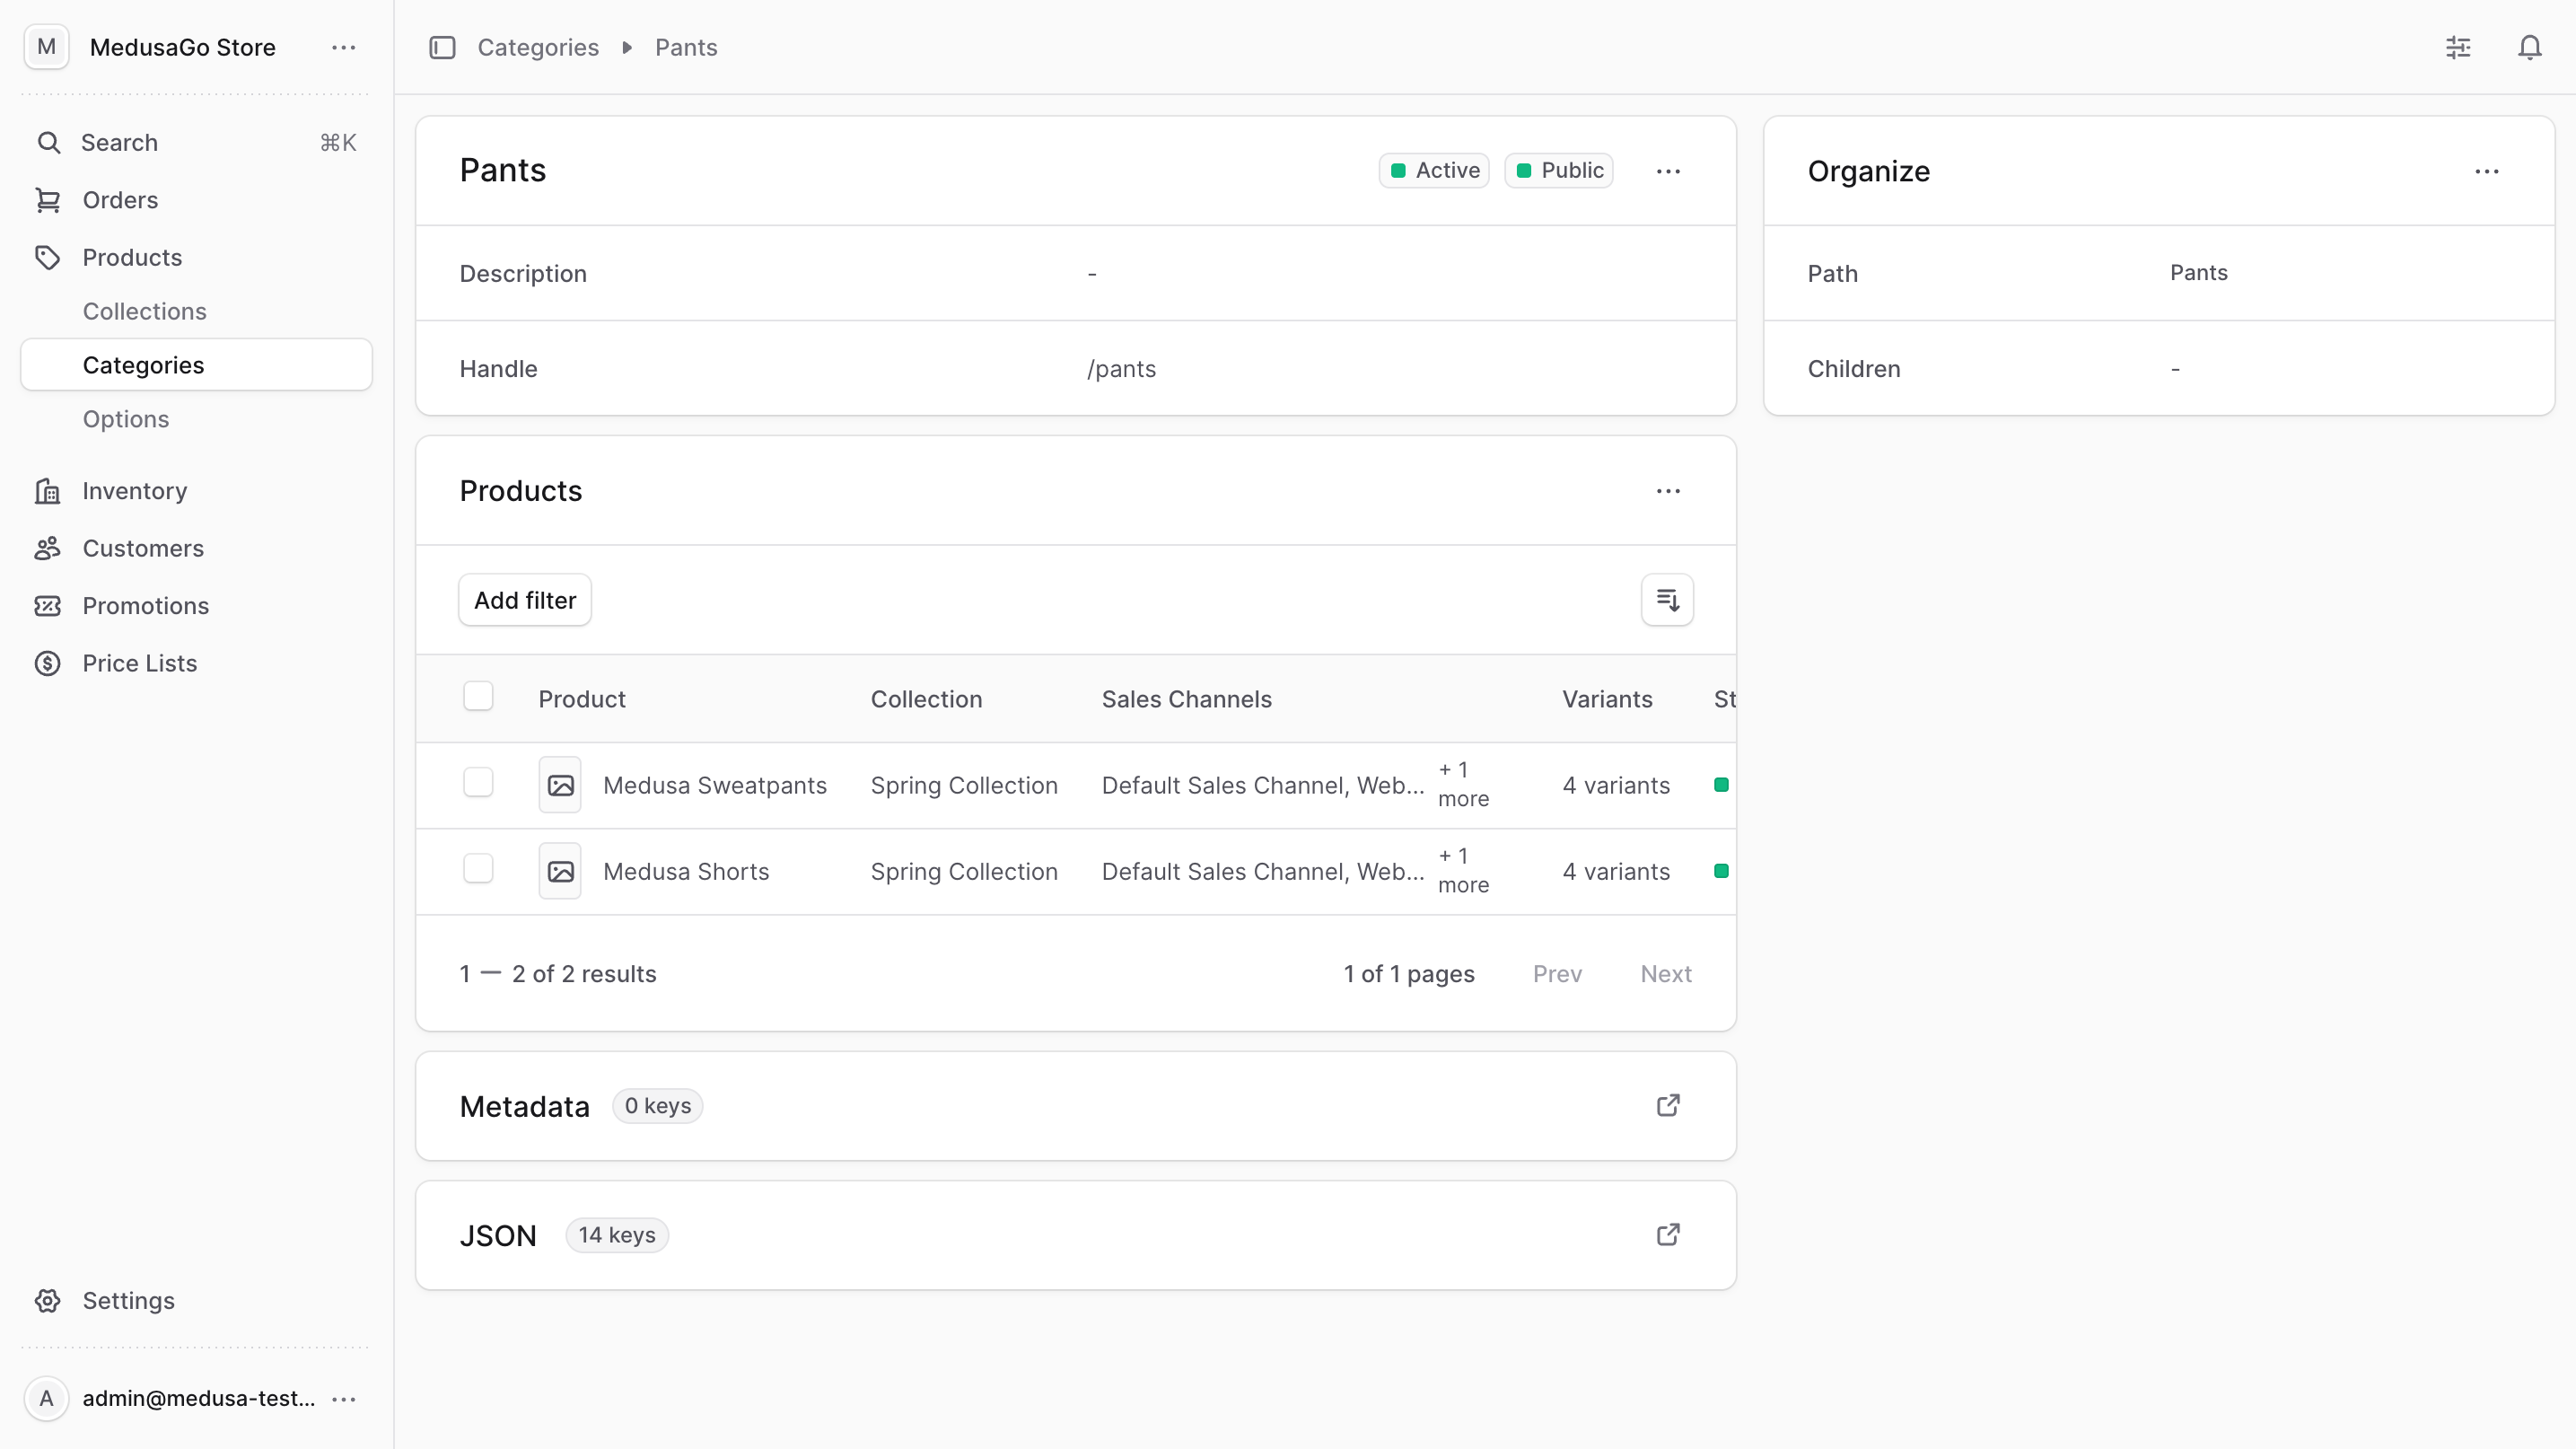 M MedusaGo Store
Search ⌘K
Orders
Products
Collections
Categories
Options
Inventory
Customers
Promotions
Price Lists
Settings
A admin@medusa-test...
Categories Pants
Pants Active Public
Description -
Handle /pants
Products
Add filter
Product Collection Sales Channels Variants St
Medusa Sweatpants Spring Collection Default Sales Channel, Web... + 1 more 4 variants
Medusa Shorts Spring Collection Default Sales Channel, Web... + 1 more 4 variants
1 — 2 of 2 results 1 of 1 pages Prev Next
Metadata 0 keys
JSON 14 keys
Organize
Path Pants
Children -